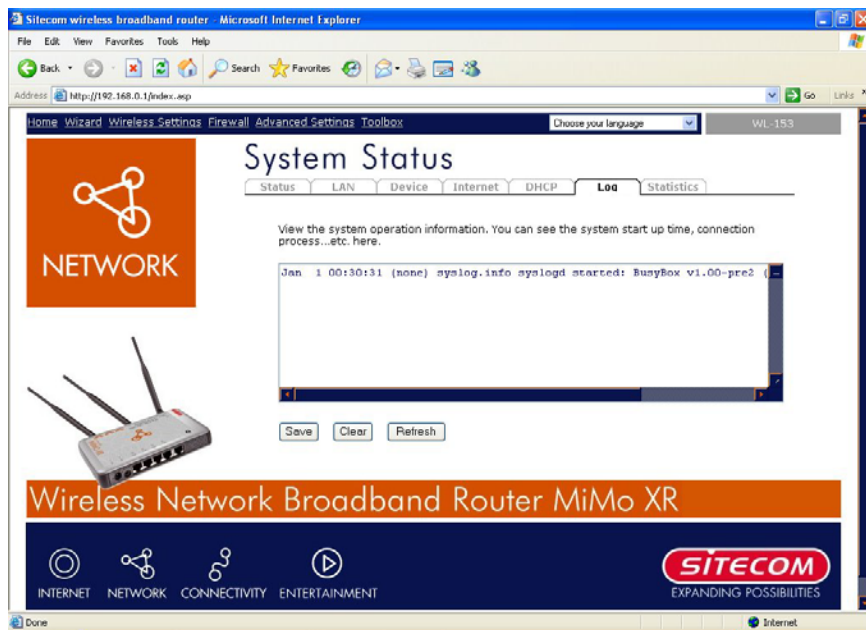 Sitecom wireless broadband router - Microsoft Internet Explorer
File Edit View Favorites Tools Help
Back Search Favorites
Address http://192.168.0.1/index.asp Go Links
Home Wizard Wireless Settings Firewall Advanced Settings Toolbox Choose your language WL-153
System Status
Status LAN Device Internet DHCP Log Statistics
View the system operation information. You can see the system start up time, connection
process...etc. here.
NETWORK
Jan 1 00:30:31 (none) syslog.info syslogd started: BusyBox v1.00-pre2 (
Save Clear Refresh
Wireless Network Broadband Router MiMo XR
INTERNET NETWORK CONNECTIVITY ENTERTAINMENT
SITECOM
EXPANDING POSSIBILITIES
Done Internet